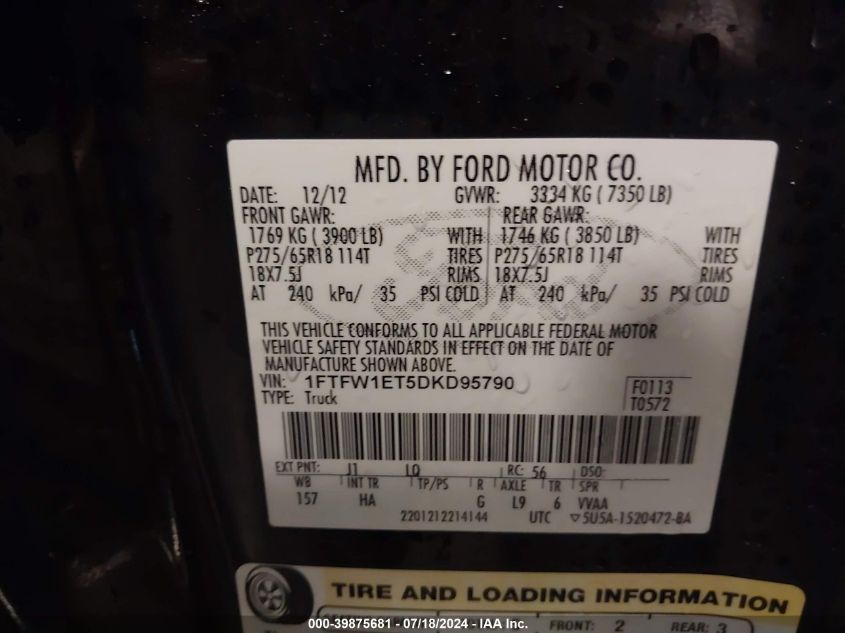 MFD. BY FORD MOTOR CO.
DATE: 12/12 GVWR: 3334 KG ( 7350 LB)
FRONT GAWR: REAR GAWR:
1769 KG ( 3900 LB) WITH 1746 KG ( 3850 LB) WITH
P275/65R18 114T TIRES P275/65R18 114T TIRES
18X7.5J RIMS 18X7.5J RIMS
AT 240 kPa/ 35 PSI COLD AT 240 kPa/ 35 PSI COLD
THIS VEHICLE CONFORMS TO ALL APPLICABLE FEDERAL MOTOR
VEHICLE SAFETY STANDARDS IN EFFECT ON THE DATE OF
MANUFACTURE SHOWN ABOVE.
VIN: 1FTFW1ET5DKD95790 F0113
TYPE: Truck T0572
EXT PNT: J1 LQ RC: 56 DSO:
WB INT TR TP/PS R AXLE TR SPR
157 HA G L9 6 VVAA
2201212214144 UTC ▽5U5A-1520472-BA
TIRE AND LOADING INFORMATION
FRONT: 2 REAR: 3
000-39875681 - 07/18/2024 - IAA Inc.